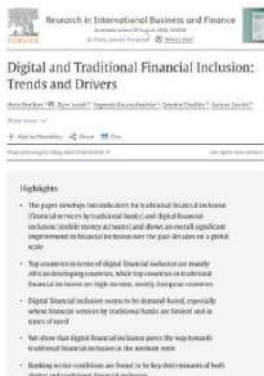 Research in International Business and Finance
Digital and Traditional Financial Inclusion:
Trends and Drivers
Highlights
• The paper develops two indicators for traditional financial inclusion
(financial services by traditional banks) and digital financial
inclusion (mobile money accounts) and shows an overall significant
improvement in financial inclusion over the past decades on a global
scale
• Top countries in terms of digital financial inclusion are mainly
African developing countries, while top countries in traditional
financial inclusion are high-income, mostly European countries
• Digital financial inclusion seems to be demand-based, especially
where financial services by traditional banks are limited and in
times of need
• We show that digital financial inclusion paves the way towards
traditional financial inclusion in the medium term
• Banking sector conditions are found to be key determinants of both
digital and traditional financial inclusion